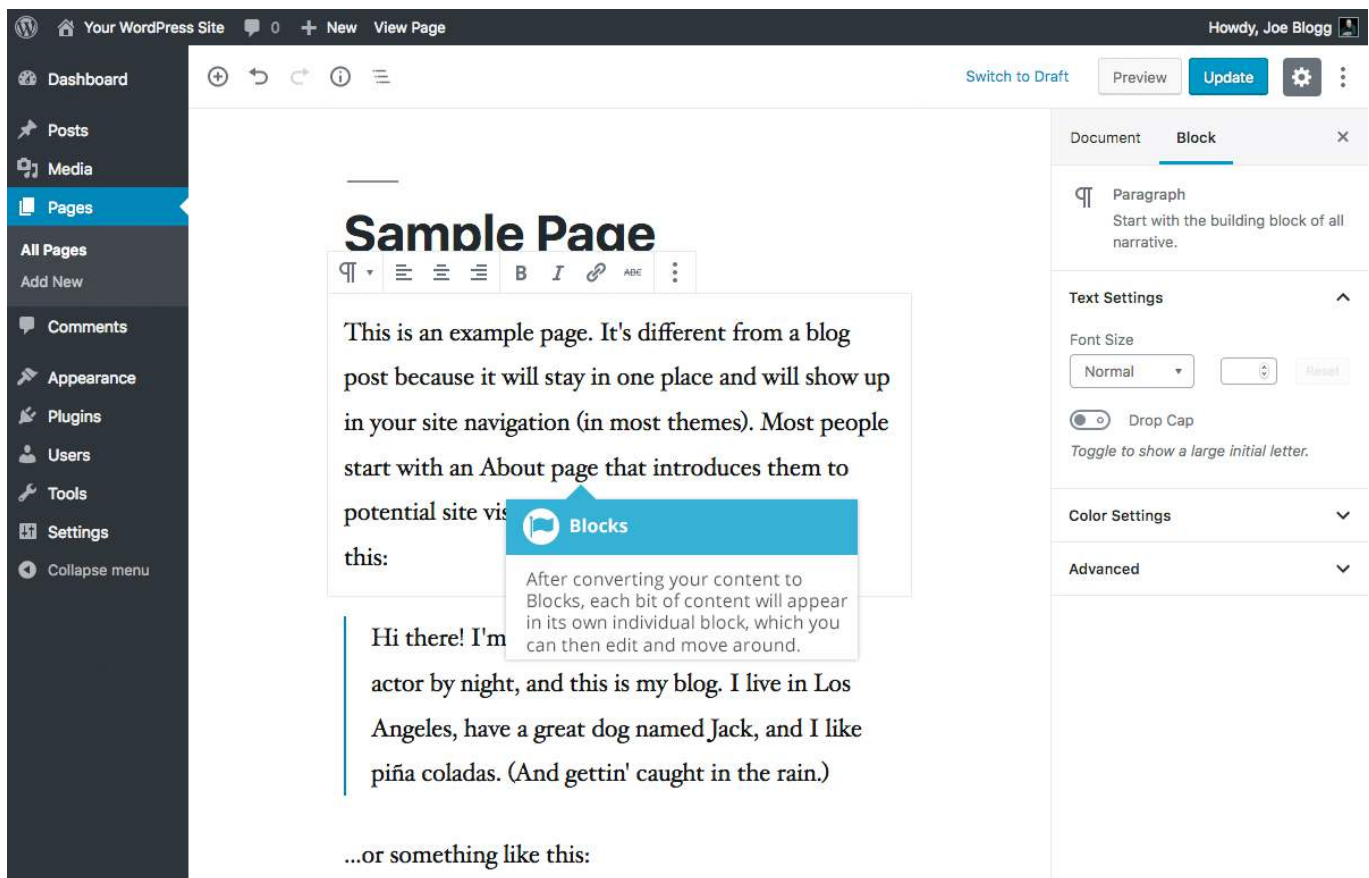 Your WordPress Site 0 New View Page Howdy, Joe Blogg
Dashboard
Posts
Media
Pages
All Pages
Add New
Comments
Appearance
Plugins
Users
Tools
Settings
Collapse menu
Switch to Draft Preview Update
Sample Page
B I ABC
This is an example page. It's different from a blog
post because it will stay in one place and will show up
in your site navigation (in most themes). Most people
start with an About page that introduces them to
potential site
this:
Blocks
After converting your content to
Blocks, each bit of content will appear
in its own individual block, which you
can then edit and move around.
Hi there! I'm
actor by night, and this is my blog. I live in Los
Angeles, have a great dog named Jack, and I like
piña coladas. (And gettin' caught in the rain.)
...or something like this:
Document Block
Paragraph
Start with the building block of all
narrative.
Text Settings
Font Size
Normal Reset
Drop Cap
Toggle to show a large initial letter.
Color Settings
Advanced